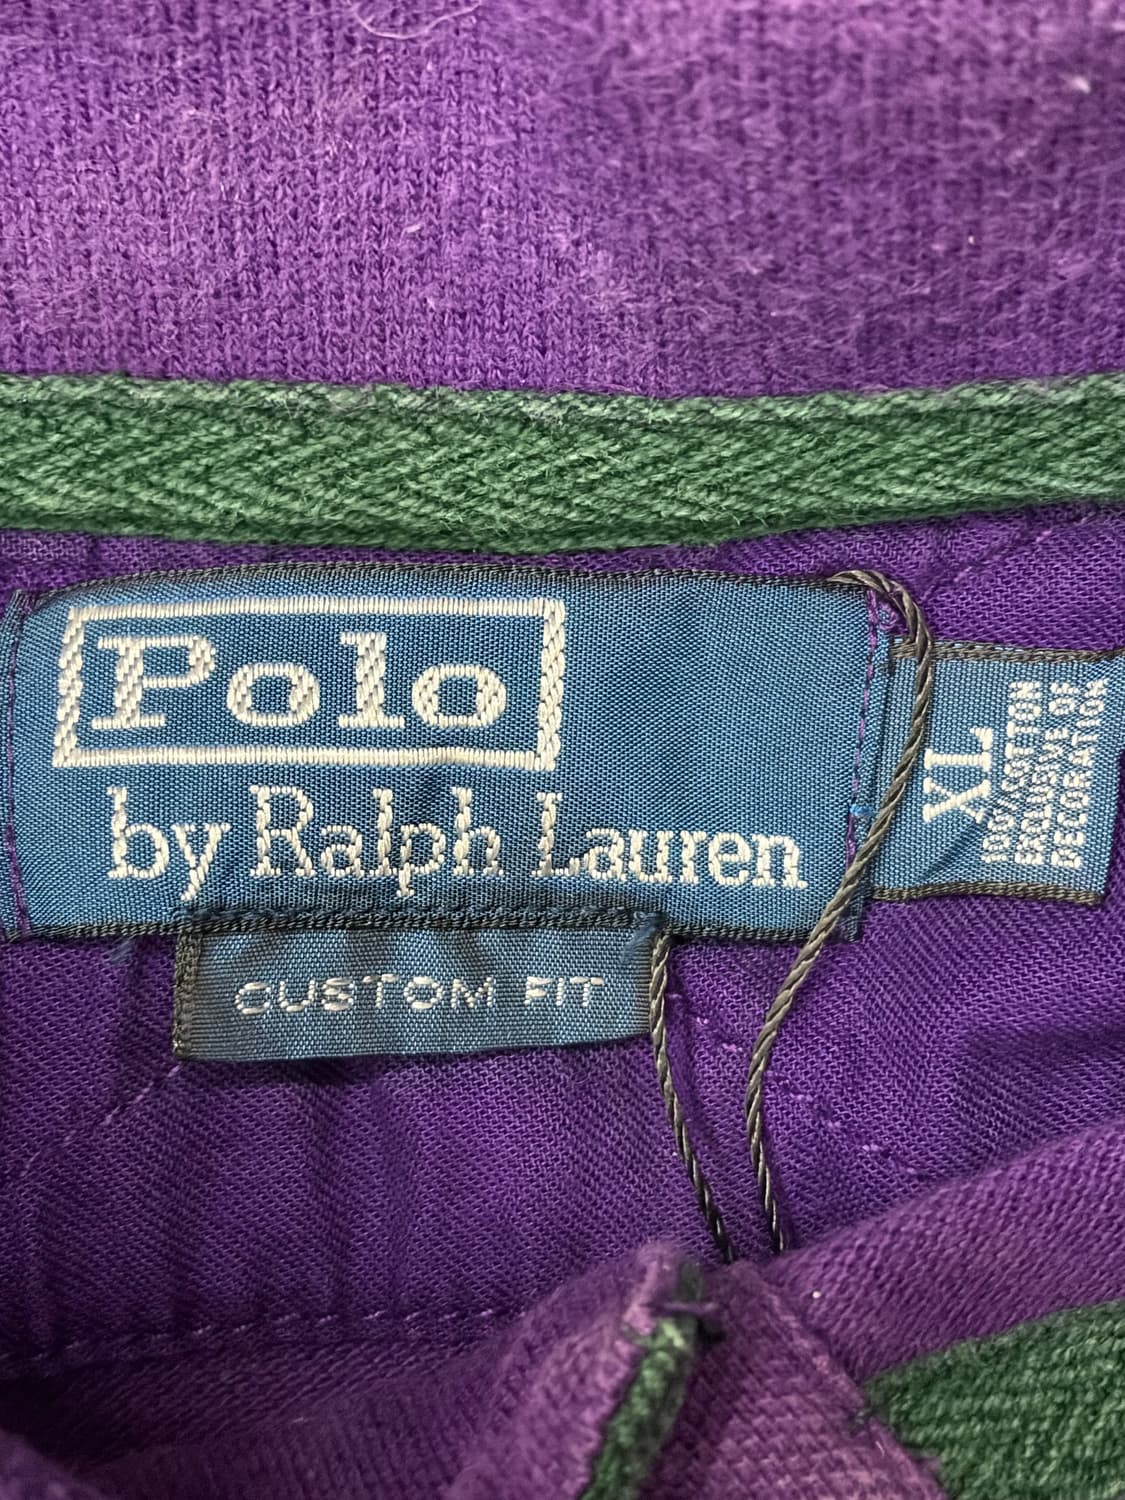 Polo
by Ralph Lauren
CUSTOM FIT
XL
100% COTTON
EXCLUSIVE OF
DECORATION